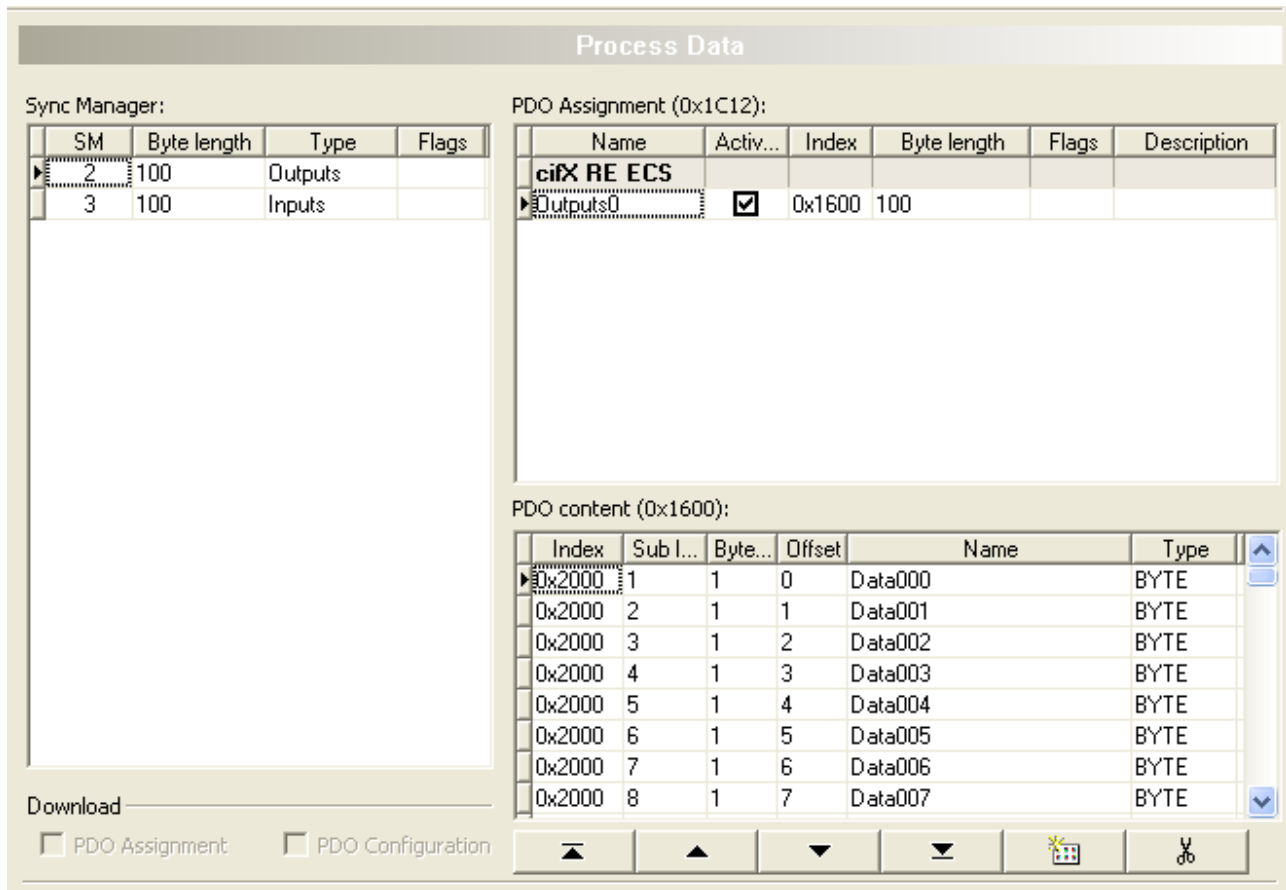 Process Data
Sync Manager:
SM Byte length Type Flags
2 100 Outputs
3 100 Inputs
PDO Assignment (0x1C12):
Name Activ... Index Byte length Flags Description
cifX RE ECS
Outputs0 0x1600 100
PDO content (0x1600):
Index Sub I... Byte... Offset Name Type
0x2000 1 1 0 Data000 BYTE
0x2000 2 1 1 Data001 BYTE
0x2000 3 1 2 Data002 BYTE
0x2000 4 1 3 Data003 BYTE
0x2000 5 1 4 Data004 BYTE
0x2000 6 1 5 Data005 BYTE
0x2000 7 1 6 Data006 BYTE
0x2000 8 1 7 Data007 BYTE
Download
PDO Assignment PDO Configuration